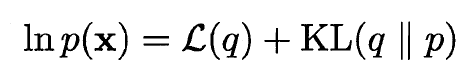 ln p(x) = ℒ(q) + KL(q ∥ p)